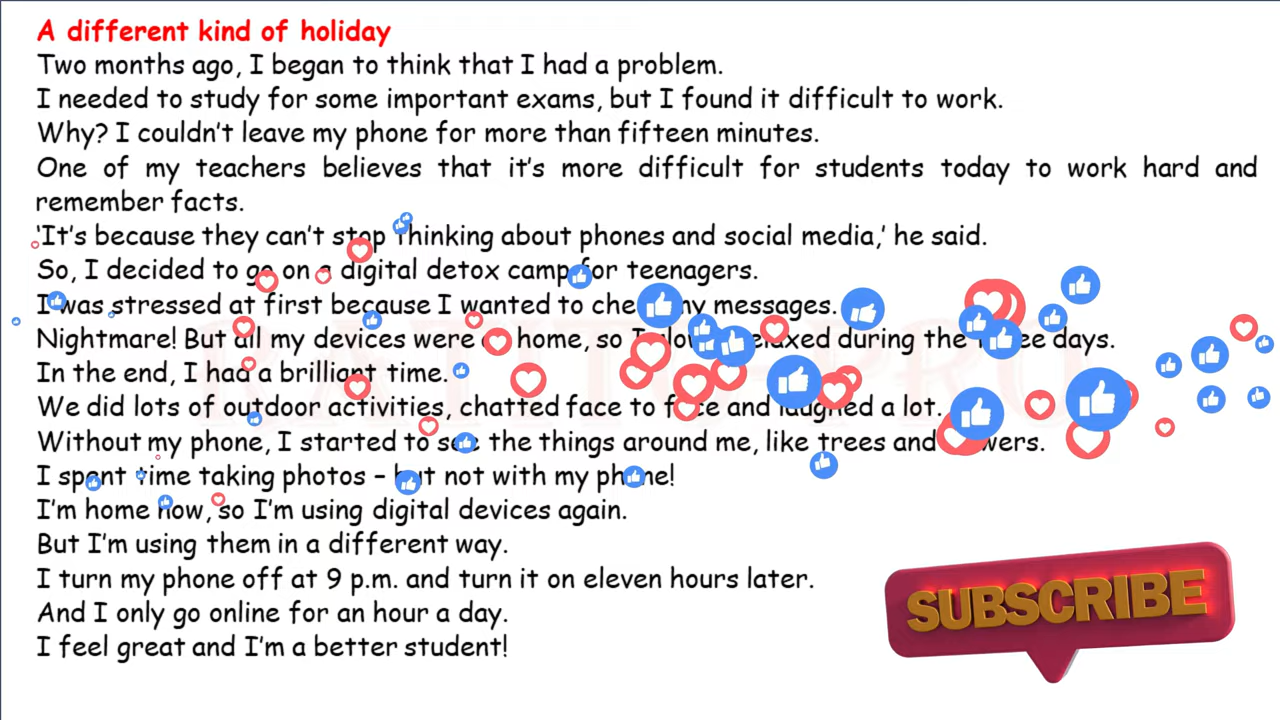 A different kind of holiday
Two months ago, I began to think that I had a problem.
I needed to study for some important exams, but I found it difficult to work.
Why? I couldn't leave my phone for more than fifteen minutes.
One of my teachers believes that it's more difficult for students today to work hard and
remember facts.
‘It's because they can't stop thinking about phones and social media,’ he said.
So, I decided to go on a digital detox camp for teenagers.
I was stressed at first because I wanted to check my messages.
Nightmare! But all my devices were home, so I relaxed during the three days.
In the end, I had a brilliant time.
We did lots of outdoor activities, chatted face to face and laughed a lot.
Without my phone, I started to see the things around me, like trees and flowers.
I spent time taking photos – but not with my phone!
I'm home now, so I'm using digital devices again.
But I'm using them in a different way.
I turn my phone off at 9 p.m. and turn it on eleven hours later.
And I only go online for an hour a day.
I feel great and I'm a better student!
SUBSCRIBE